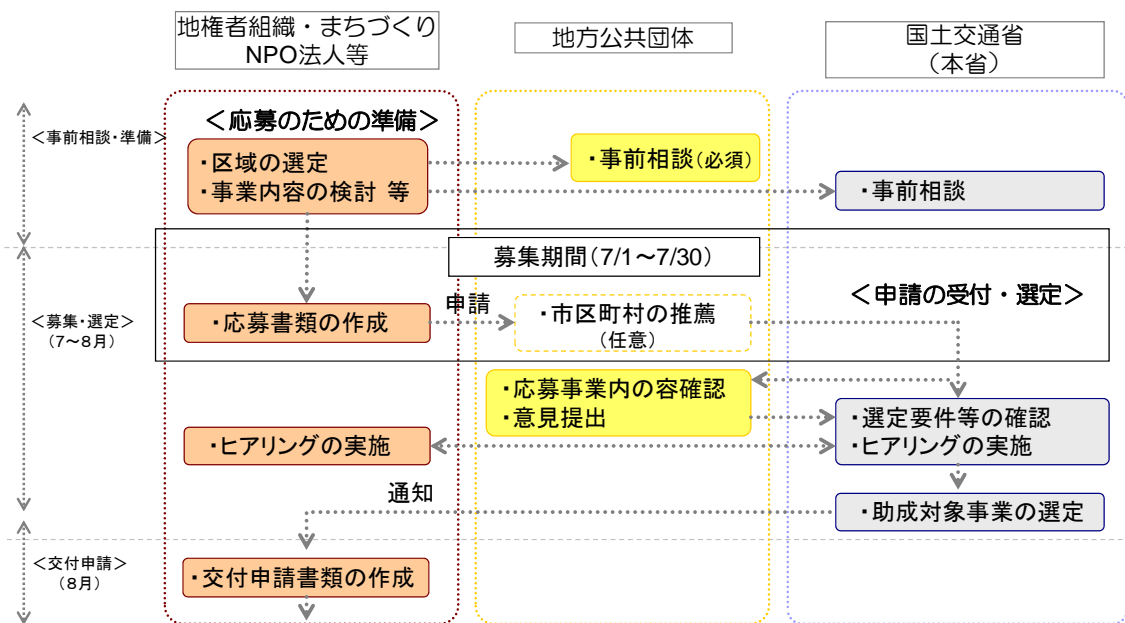 地権者組織・まちづくり
NPO法人等
地方公共団体
国土交通省
（本省）
＜事前相談・準備＞
＜応募のための準備＞
・区域の選定
・事業内容の検討 等
・事前相談（必須）
・事前相談
募集期間（7/1～7/30）
＜募集・選定＞
（7～8月）
・応募書類の作成
申請
・市区町村の推薦
（任意）
＜申請の受付・選定＞
・応募事業内の容確認
・意見提出
・選定要件等の確認
・ヒアリングの実施
・ヒアリングの実施
通知
・助成対象事業の選定
＜交付申請＞
（8月）
・交付申請書類の作成